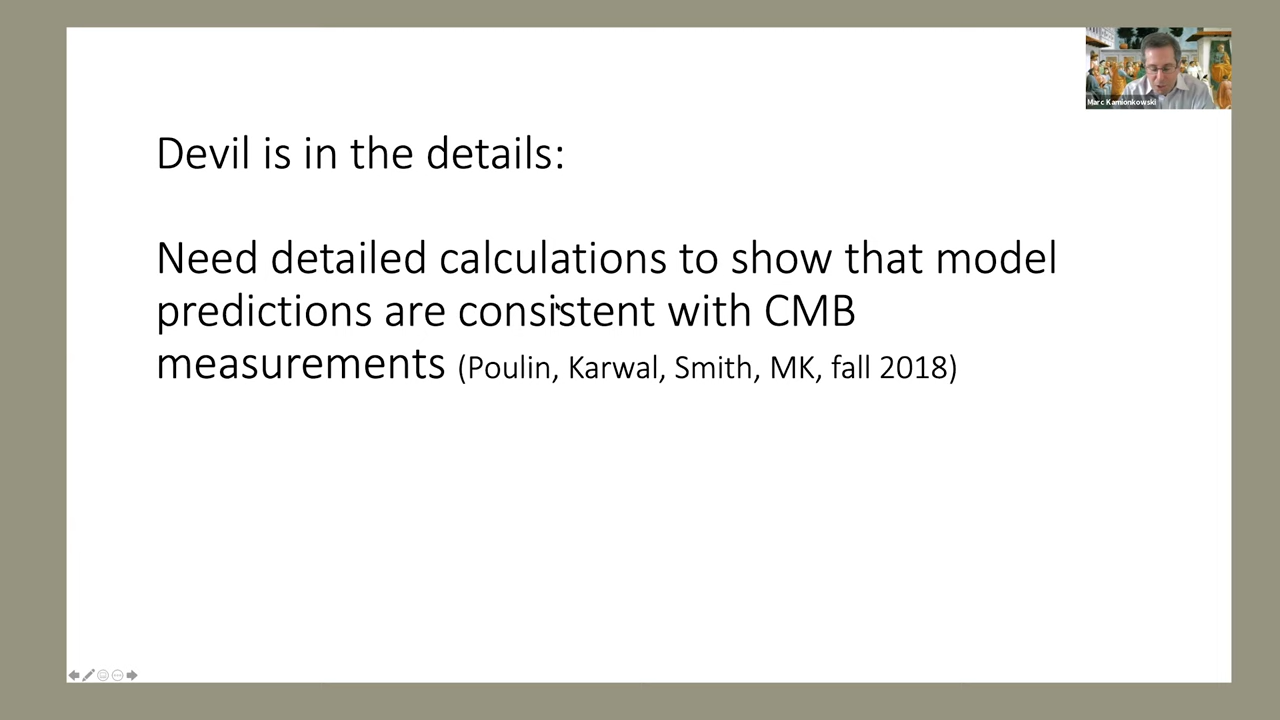 Marc Kamionkowski
Devil is in the details:
Need detailed calculations to show that model
predictions are consistent with CMB
measurements (Poulin, Karwal, Smith, MK, fall 2018)